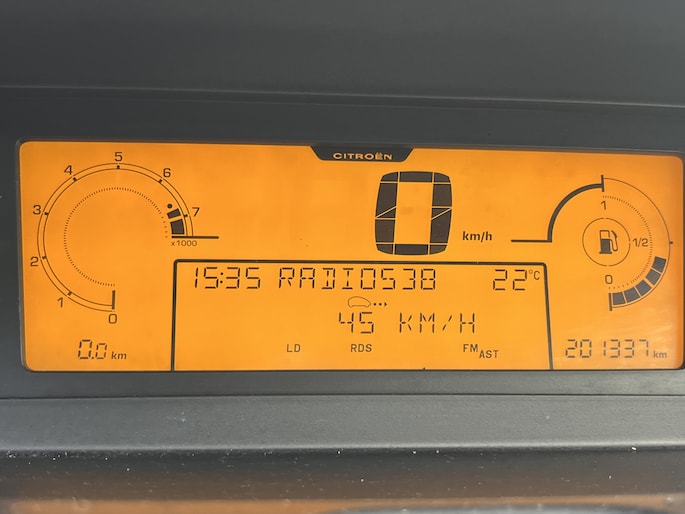 CITROËN
5
4
6
3
7
x1000
2
1
0
0 km/h
1
1/2
0
15:35 RADIO538 22°C
45 KM/H
LD RDS FM AST
0.0 km
201337 km